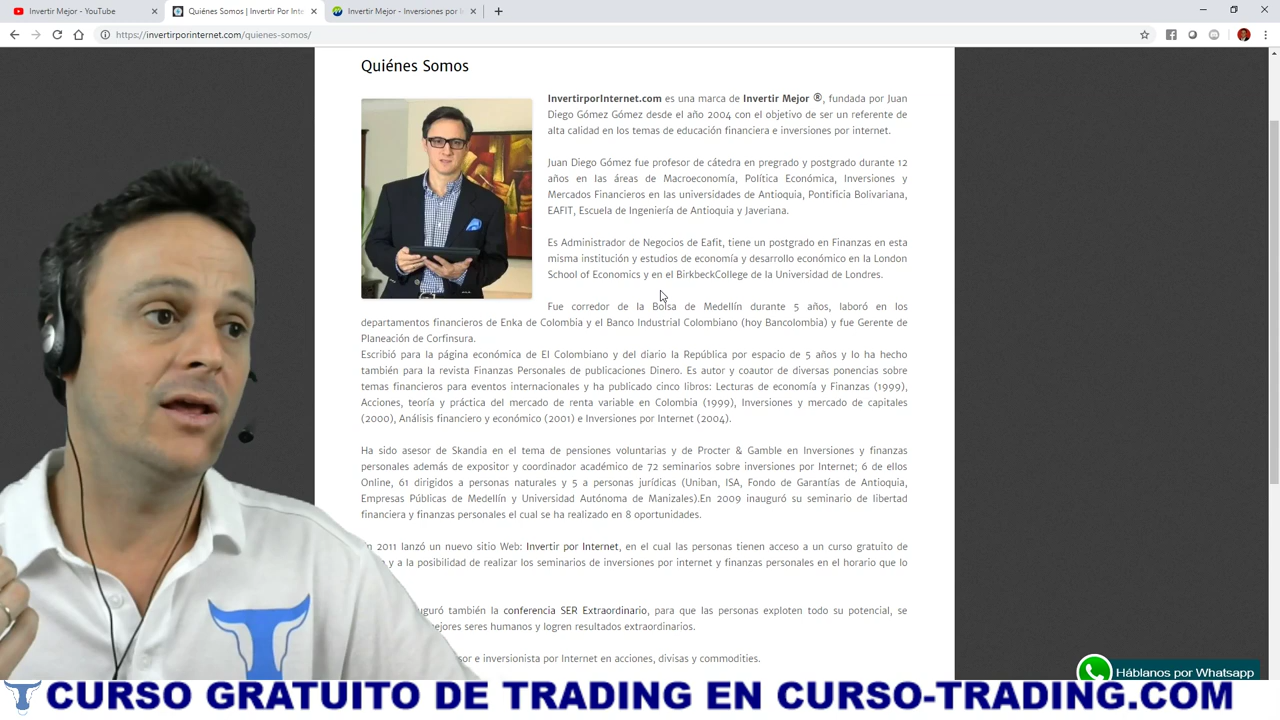 Invertir Mejor - YouTube
Quiénes Somos | Invertir Por Inte
Invertir Mejor - Inversiones por i
https://invertirporinternet.com/quienes-somos/
Quiénes Somos
InvertirporInternet.com es una marca de Invertir Mejor ®, fundada por Juan
Diego Gómez Gómez desde el año 2004 con el objetivo de ser un referente de
alta calidad en los temas de educación financiera e inversiones por internet.
Juan Diego Gómez fue profesor de cátedra en pregrado y postgrado durante 12
años en las áreas de Macroeconomía, Política Económica, Inversiones y
Mercados Financieros en las universidades de Antioquia, Pontificia Bolivariana,
EAFIT, Escuela de Ingeniería de Antioquia y Javeriana.
Es Administrador de Negocios de Eafit, tiene un postgrado en Finanzas en esta
misma institución y estudios de economía y desarrollo económico en la London
School of Economics y en el BirkbeckCollege de la Universidad de Londres.
Fue corredor de la Bolsa de Medellín durante 5 años, laboró en los
departamentos financieros de Enka de Colombia y el Banco Industrial Colombiano (hoy Bancolombia) y fue Gerente de
Planeación de Corfinsura.
Escribió para la página económica de El Colombiano y del diario la República por espacio de 5 años y lo ha hecho
también para la revista Finanzas Personales de publicaciones Dinero. Es autor y coautor de diversas ponencias sobre
temas financieros para eventos internacionales y ha publicado cinco libros: Lecturas de economía y Finanzas (1999),
Acciones, teoría y práctica del mercado de renta variable en Colombia (1999), Inversiones y mercado de capitales
(2000), Análisis financiero y económico (2001) e Inversiones por Internet (2004).
Ha sido asesor de Skandia en el tema de pensiones voluntarias y de Procter & Gamble en Inversiones y finanzas
personales además de expositor y coordinador académico de 72 seminarios sobre inversiones por Internet; 6 de ellos
Online, 61 dirigidos a personas naturales y 5 a personas jurídicas (Uniban, ISA, Fondo de Garantías de Antioquia,
Empresas Públicas de Medellín y Universidad Autónoma de Manizales).En 2009 inauguró su seminario de libertad
financiera y finanzas personales el cual se ha realizado en 8 oportunidades.
n 2011 lanzó un nuevo sitio Web: Invertir por Internet, en el cual las personas tienen acceso a un curso gratuito de
y a la posibilidad de realizar los seminarios de inversiones por internet y finanzas personales en el horario que lo
uguró también la conferencia SER Extraordinario, para que las personas exploten todo su potencial, se
ejores seres humanos y logren resultados extraordinarios.
sor e inversionista por Internet en acciones, divisas y commodities.
Háblanos por Whatsapp
CURSO GRATUITO DE TRADING EN CURSO-TRADING.COM